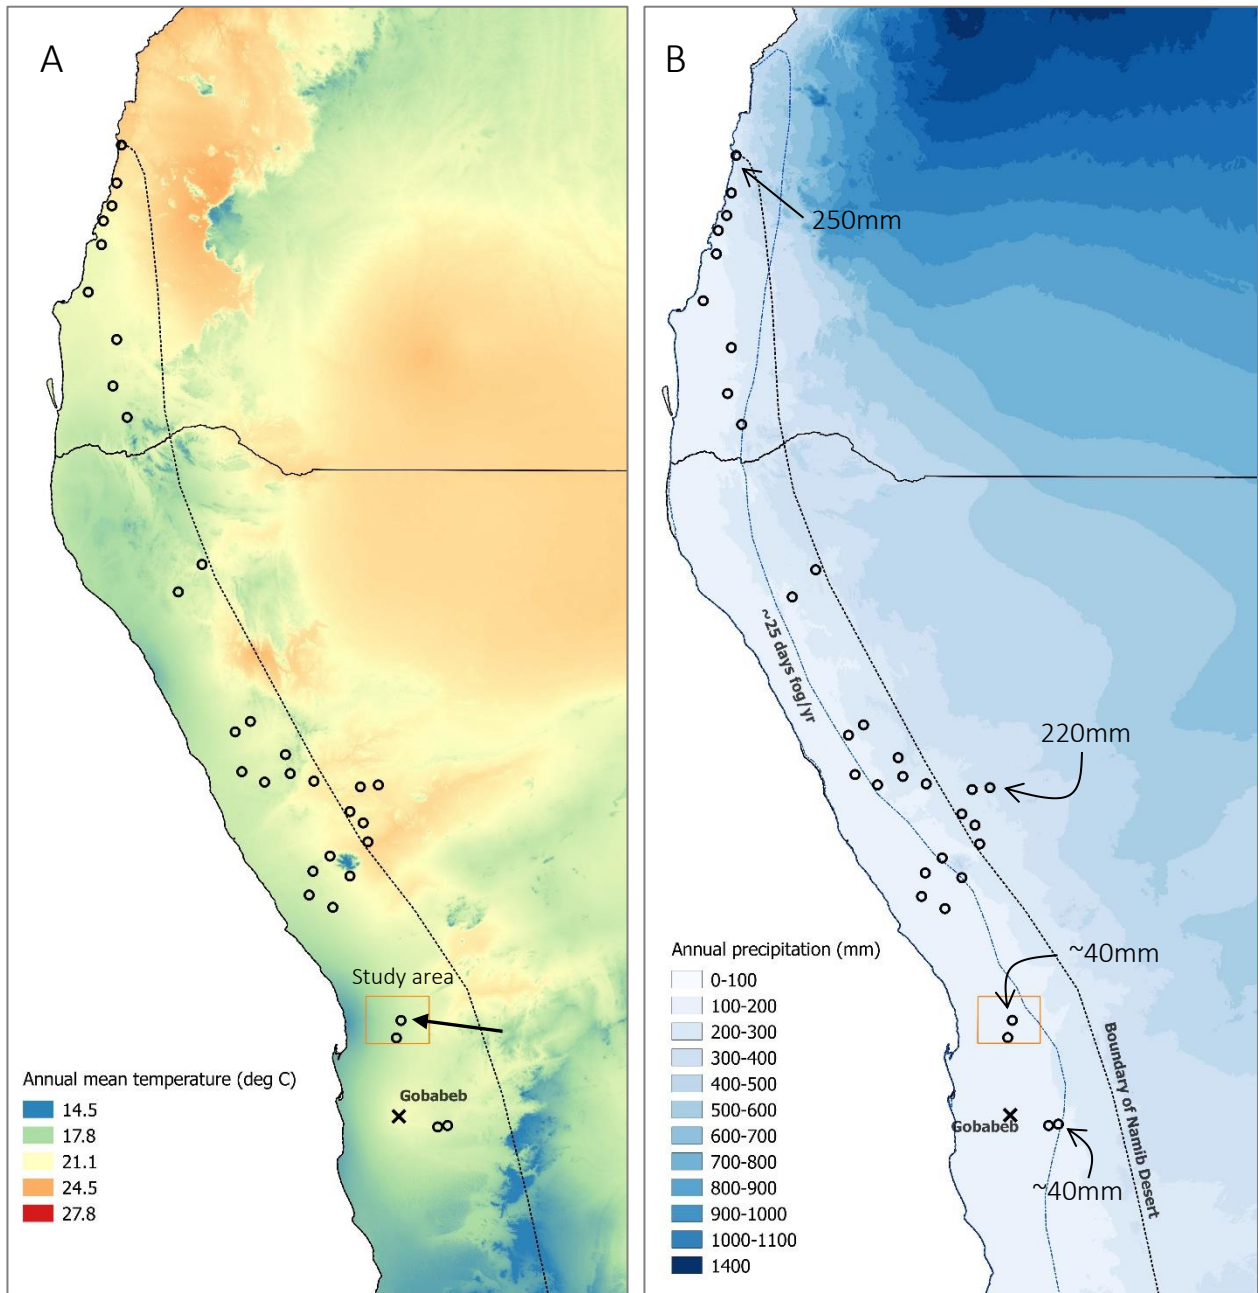 A
Study area
Gobabeb
Annual mean temperature (deg C)
14.5
17.8
21.1
24.5
27.8
B
250mm
~25 days fog/yr
220mm
~40mm
Boundary of Namib Desert
Gobabeb
~40mm
Annual precipitation (mm)
0-100
100-200
200-300
300-400
400-500
500-600
600-700
700-800
800-900
900-1000
1000-1100
1400